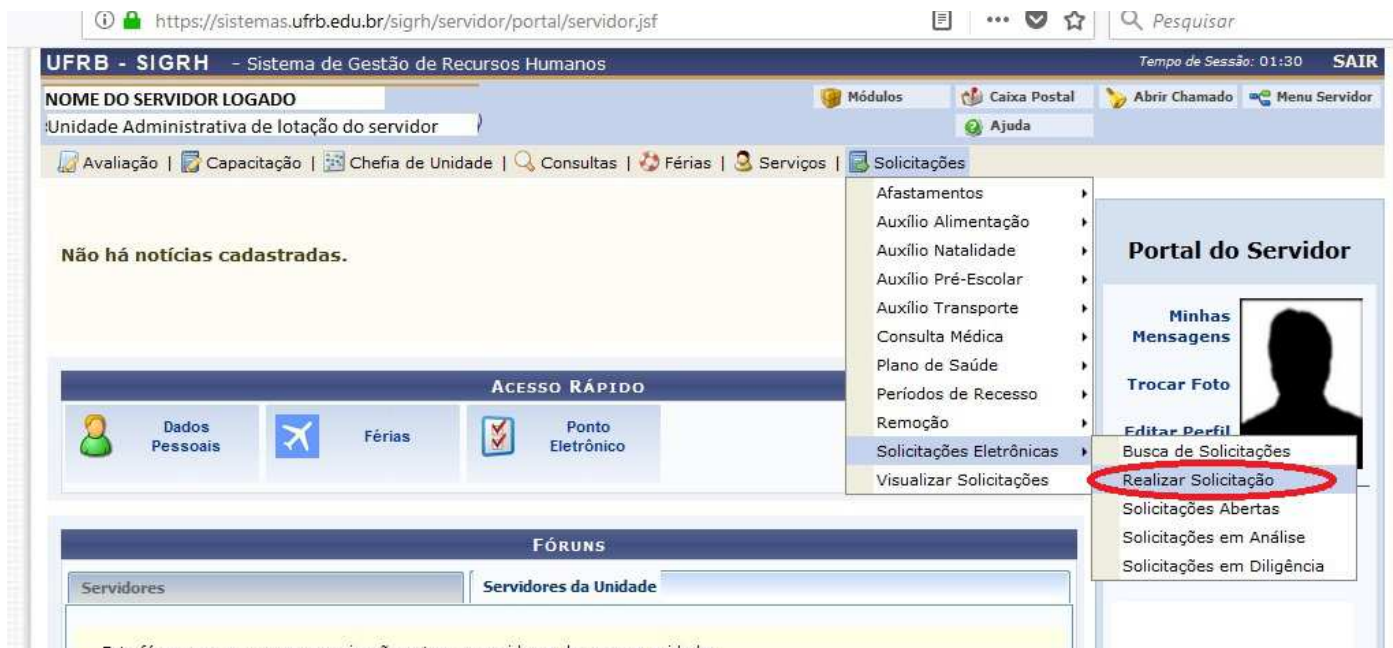 https://sistemas.ufrb.edu.br/sigrh/servidor/portal/servidor.jsf
Pesquisar
UFRB - SIGRH - Sistema de Gestão de Recursos Humanos
Tempo de Sessão: 01:30 SAIR
NOME DO SERVIDOR LOGADO
Módulos Caixa Postal Abrir Chamado Menu Servidor
Unidade Administrativa de lotação do servidor
Ajuda
Avaliação | Capacitação | Chefia de Unidade | Consultas | Férias | Serviços | Solicitações
Afastamentos
Auxílio Alimentação
Auxílio Natalidade
Auxílio Pré-Escolar
Auxílio Transporte
Consulta Médica
Plano de Saúde
Períodos de Recesso
Remoção
Solicitações Eletrônicas
Visualizar Solicitações
Busca de Solicitações
Realizar Solicitação
Solicitações Abertas
Solicitações em Análise
Solicitações em Diligência
Não há notícias cadastradas.
Portal do Servidor
Minhas
Mensagens
Trocar Foto
Editar Perfil
ACESSO RÁPIDO
Dados
Pessoais
Férias
Ponto
Eletrônico
FÓRUNS
Servidores
Servidores da Unidade